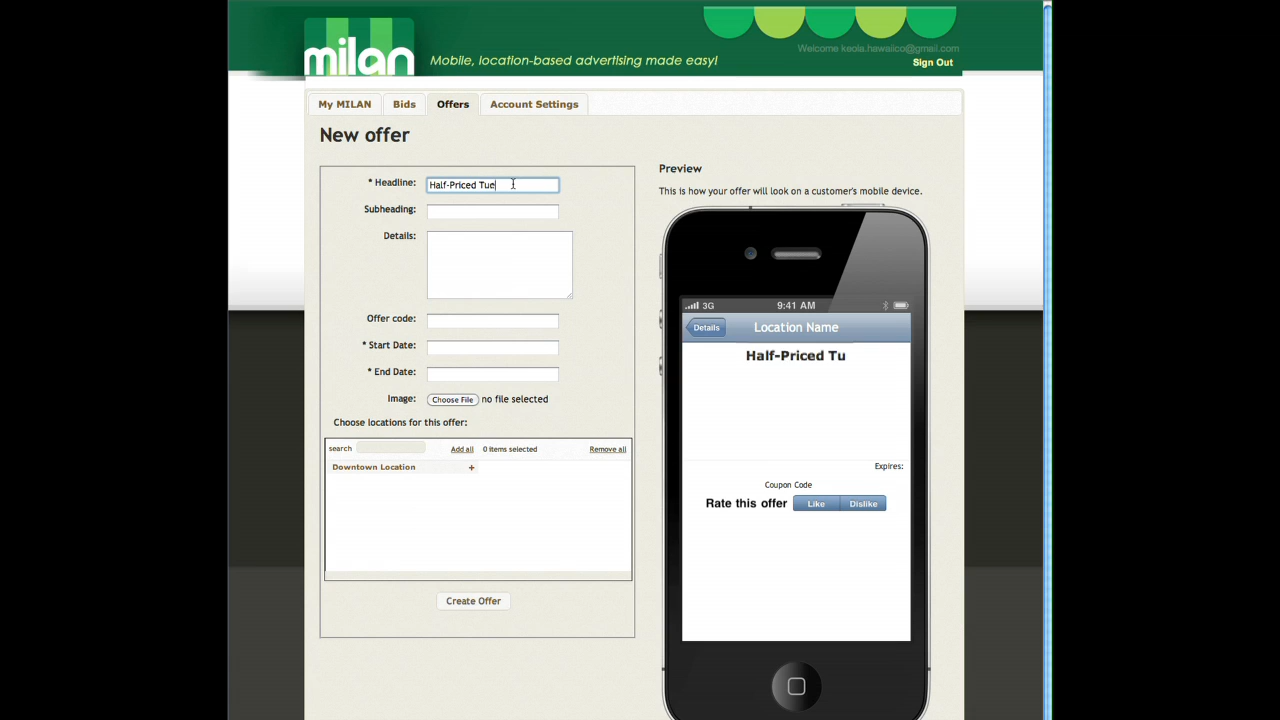 milan
Mobile, location-based advertising made easy!
Welcome keola.hawaiico@gmail.com
Sign Out
My MILAN
Bids
Offers
Account Settings
New offer
* Headline:
Half-Priced Tue
Subheading:
Details:
Offer code:
* Start Date:
* End Date:
Image:
Choose File no file selected
Choose locations for this offer:
search
Add all
0 items selected
Remove all
Downtown Location +
Create Offer
Preview
This is how your offer will look on a customer's mobile device.
3G
9:41 AM
Details
Location Name
Half-Priced Tu
Expires:
Coupon Code
Rate this offer
Like
Dislike